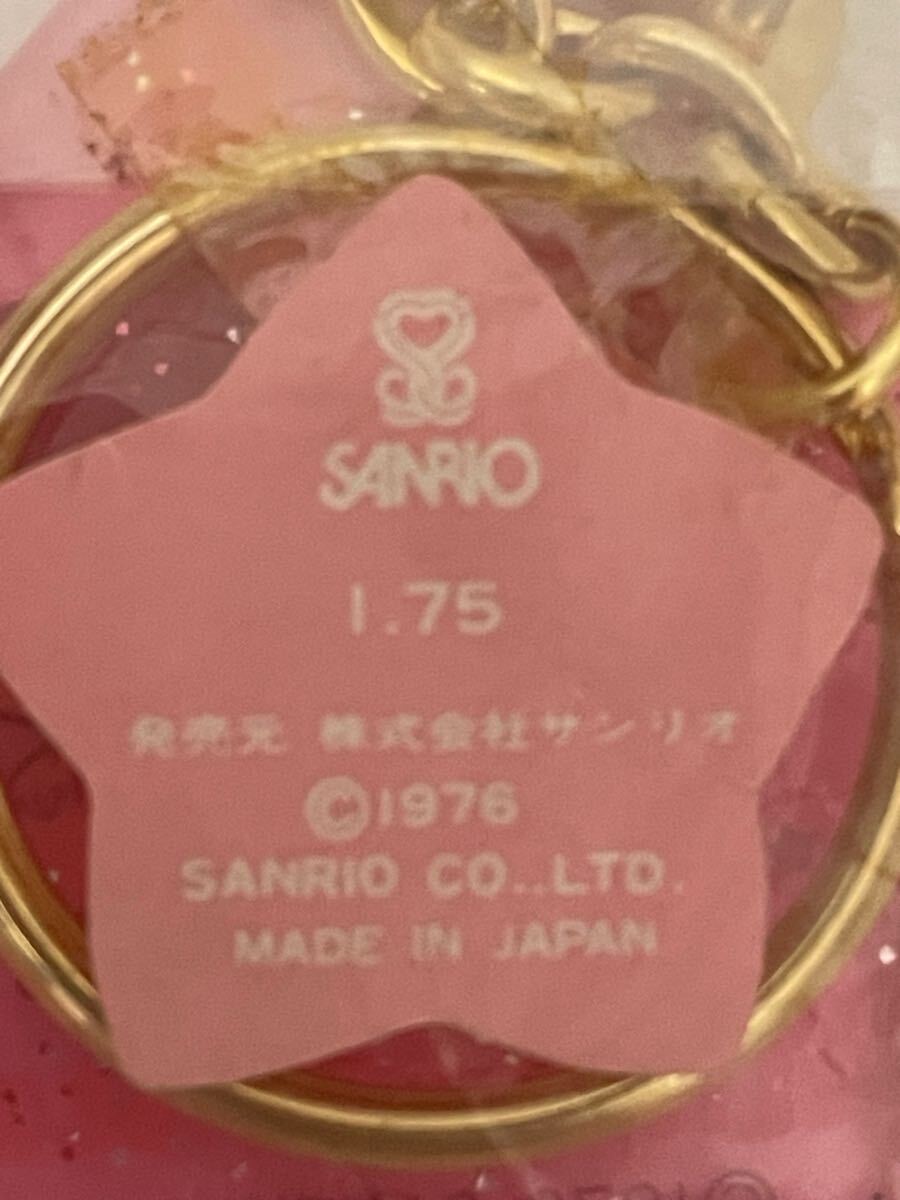 SANRIO
1.75
発売元 株式会社サンリオ
©1976
SANRIO CO.,LTD.
MADE IN JAPAN